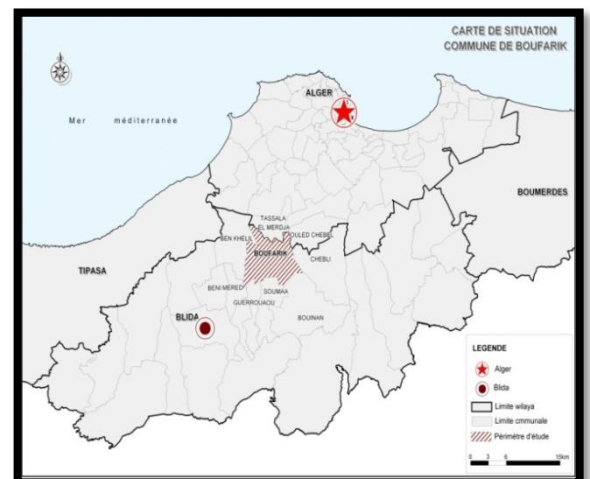 CARTE DE SITUATION
COMMUNE DE BOUFARIK
ALGER
Mer méditerranée
BOUMERDES
TASSALA
EL MERDJA
OULED CHEBEL
BEN KHELIL
BOUFARIK
CHEBLI
TIPASA
BENI MERED
SOUMAA
GUERROUAOU
BLIDA
BOUINAN
LEGENDE
Alger
Blida
Limite wilaya
Limite cmmunale
Périmètre d'étude
0 3 6 15km